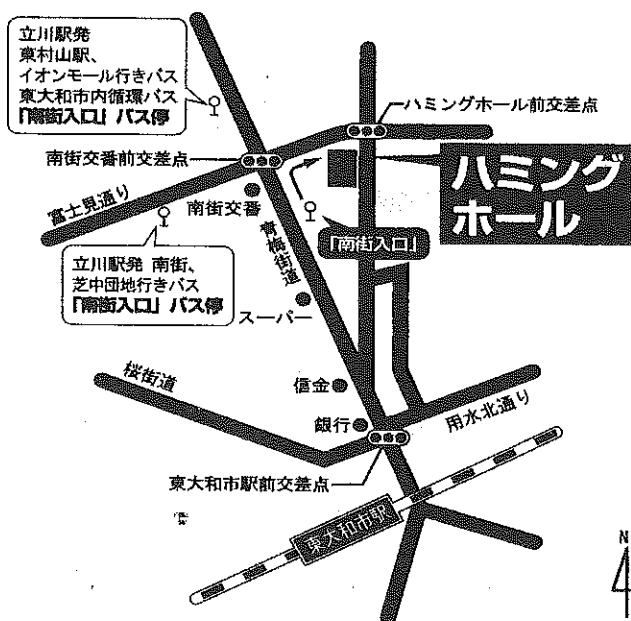 立川駅発
東村山駅、
イオンモール行きバス
東大和市内循環バス
「南街入口」バス停
ハミングホール前交差点
南街交番前交差点
ハミング
ホール
富士見通り
南街交番
青梅街道
「南街入口」
立川駅発 南街、
芝中団地行きバス
「南街入口」バス停
スーパー
桜街道
信金
銀行
用水北通り
東大和市駅前交差点
東大和市駅
N